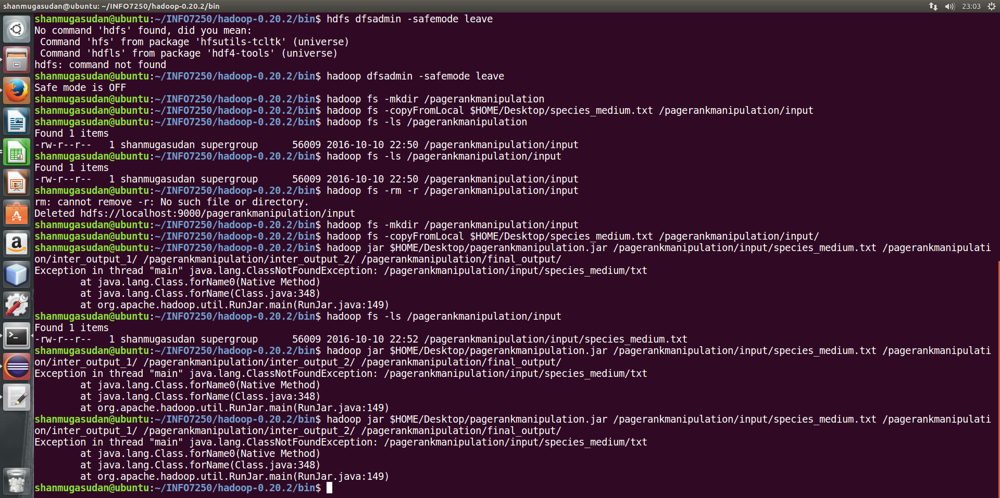 shanmugasudan@ubuntu: ~/INFO7250/hadoop-0.20.2/bin
23:03
shanmugasudan@ubuntu:~/INFO7250/hadoop-0.20.2/bin$ hdfs dfsadmin -safemode leave
No command 'hdfs' found, did you mean:
 Command 'hfs' from package 'hfsutils-tcltk' (universe)
 Command 'hdfls' from package 'hdf4-tools' (universe)
hdfs: command not found
shanmugasudan@ubuntu:~/INFO7250/hadoop-0.20.2/bin$ hadoop dfsadmin -safemode leave
Safe mode is OFF
shanmugasudan@ubuntu:~/INFO7250/hadoop-0.20.2/bin$ hadoop fs -mkdir /pagerankmanipulation
shanmugasudan@ubuntu:~/INFO7250/hadoop-0.20.2/bin$ hadoop fs -copyFromLocal $HOME/Desktop/species_medium.txt /pagerankmanipulation/input
shanmugasudan@ubuntu:~/INFO7250/hadoop-0.20.2/bin$ hadoop fs -ls /pagerankmanipulation
Found 1 items
-rw-r--r--   1 shanmugasudan supergroup      56009 2016-10-10 22:50 /pagerankmanipulation/input
shanmugasudan@ubuntu:~/INFO7250/hadoop-0.20.2/bin$ hadoop fs -ls /pagerankmanipulation/input
Found 1 items
-rw-r--r--   1 shanmugasudan supergroup      56009 2016-10-10 22:50 /pagerankmanipulation/input
shanmugasudan@ubuntu:~/INFO7250/hadoop-0.20.2/bin$ hadoop fs -rm -r /pagerankmanipulation/input
rm: cannot remove -r: No such file or directory.
Deleted hdfs://localhost:9000/pagerankmanipulation/input
shanmugasudan@ubuntu:~/INFO7250/hadoop-0.20.2/bin$ hadoop fs -mkdir /pagerankmanipulation/input
shanmugasudan@ubuntu:~/INFO7250/hadoop-0.20.2/bin$ hadoop fs -copyFromLocal $HOME/Desktop/species_medium.txt /pagerankmanipulation/input/
shanmugasudan@ubuntu:~/INFO7250/hadoop-0.20.2/bin$ hadoop jar $HOME/Desktop/pagerankmanipulation.jar /pagerankmanipulation/input/species_medium.txt /pagerankmanipulati
on/inter_output_1/ /pagerankmanipulation/inter_output_2/ /pagerankmanipulation/final_output/
Exception in thread "main" java.lang.ClassNotFoundException: /pagerankmanipulation/input/species_medium/txt
        at java.lang.Class.forName0(Native Method)
        at java.lang.Class.forName(Class.java:348)
        at org.apache.hadoop.util.RunJar.main(RunJar.java:149)
shanmugasudan@ubuntu:~/INFO7250/hadoop-0.20.2/bin$ hadoop fs -ls /pagerankmanipulation/input
Found 1 items
-rw-r--r--   1 shanmugasudan supergroup      56009 2016-10-10 22:52 /pagerankmanipulation/input/species_medium.txt
shanmugasudan@ubuntu:~/INFO7250/hadoop-0.20.2/bin$ hadoop jar $HOME/Desktop/pagerankmanipulation.jar /pagerankmanipulation/input/species_medium.txt /pagerankmanipulati
on/inter_output_1/ /pagerankmanipulation/inter_output_2/ /pagerankmanipulation/final_output/
Exception in thread "main" java.lang.ClassNotFoundException: /pagerankmanipulation/input/species_medium/txt
        at java.lang.Class.forName0(Native Method)
        at java.lang.Class.forName(Class.java:348)
        at org.apache.hadoop.util.RunJar.main(RunJar.java:149)
shanmugasudan@ubuntu:~/INFO7250/hadoop-0.20.2/bin$ hadoop jar $HOME/Desktop/pagerankmanipulation.jar /pagerankmanipulation/input/species_medium.txt /pagerankmanipulati
on/inter_output_1/ /pagerankmanipulation/inter_output_2/ /pagerankmanipulation/final_output/
Exception in thread "main" java.lang.ClassNotFoundException: /pagerankmanipulation/input/species_medium/txt
        at java.lang.Class.forName0(Native Method)
        at java.lang.Class.forName(Class.java:348)
        at org.apache.hadoop.util.RunJar.main(RunJar.java:149)
shanmugasudan@ubuntu:~/INFO7250/hadoop-0.20.2/bin$